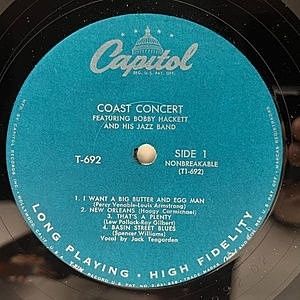 Capitol
REG. U.S. PAT. OFF.
COAST CONCERT
FEATURING BOBBY HACKETT
AND HIS JAZZ BAND
T-692
SIDE 1
NONBREAKABLE
(T1-692)
1. I WANT A BIG BUTTER AND EGG MAN
(Percy Venable-Louis Armstrong)
2. NEW ORLEANS (Hoagy Carmichael)
3. THAT'S A PLENTY
(Lew Pollack-Ray Gilbert)
4. BASIN STREET BLUES
(Spencer Williams)
Vocal by Jack Teagarden
LONG PLAYING • HIGH FIDELITY